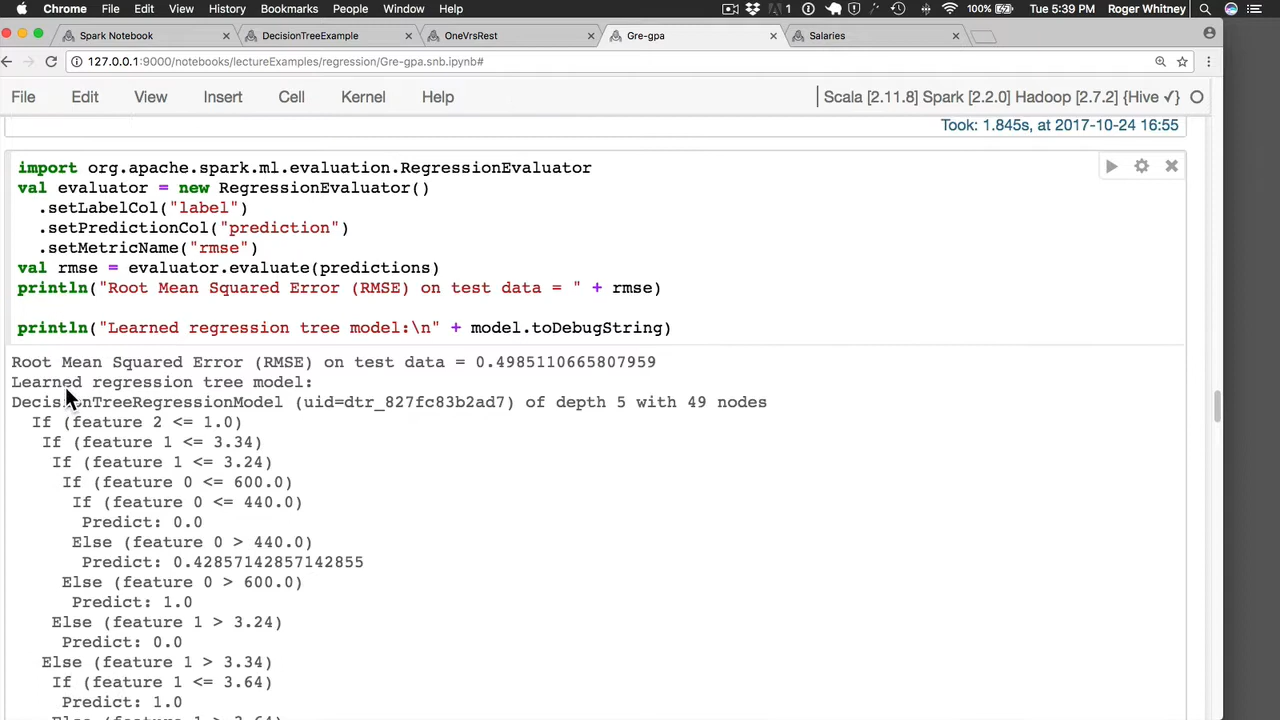 Chrome File Edit View History Bookmarks People Window Help 1 100% Tue 5:39 PM Roger Whitney
Spark Notebook DecisionTreeExample OneVrsRest Gre-gpa Salaries
127.0.0.1:9000/notebooks/lectureExamples/regression/Gre-gpa.snb.ipynb#
File Edit View Insert Cell Kernel Help Scala [2.11.8] Spark [2.2.0] Hadoop [2.7.2] {Hive ✓}
Took: 1.845s, at 2017-10-24 16:55
import org.apache.spark.ml.evaluation.RegressionEvaluator
val evaluator = new RegressionEvaluator()
.setLabelCol("label")
.setPredictionCol("prediction")
.setMetricName("rmse")
val rmse = evaluator.evaluate(predictions)
println("Root Mean Squared Error (RMSE) on test data = " + rmse)
println("Learned regression tree model:\n" + model.toDebugString)
Root Mean Squared Error (RMSE) on test data = 0.4985110665807959
Learned regression tree model:
DecisionTreeRegressionModel (uid=dtr_827fc83b2ad7) of depth 5 with 49 nodes
If (feature 2 <= 1.0)
If (feature 1 <= 3.34)
If (feature 1 <= 3.24)
If (feature 0 <= 600.0)
If (feature 0 <= 440.0)
Predict: 0.0
Else (feature 0 > 440.0)
Predict: 0.42857142857142855
Else (feature 0 > 600.0)
Predict: 1.0
Else (feature 1 > 3.24)
Predict: 0.0
Else (feature 1 > 3.34)
If (feature 1 <= 3.64)
Predict: 1.0
Else (feature 1 > 3.64)